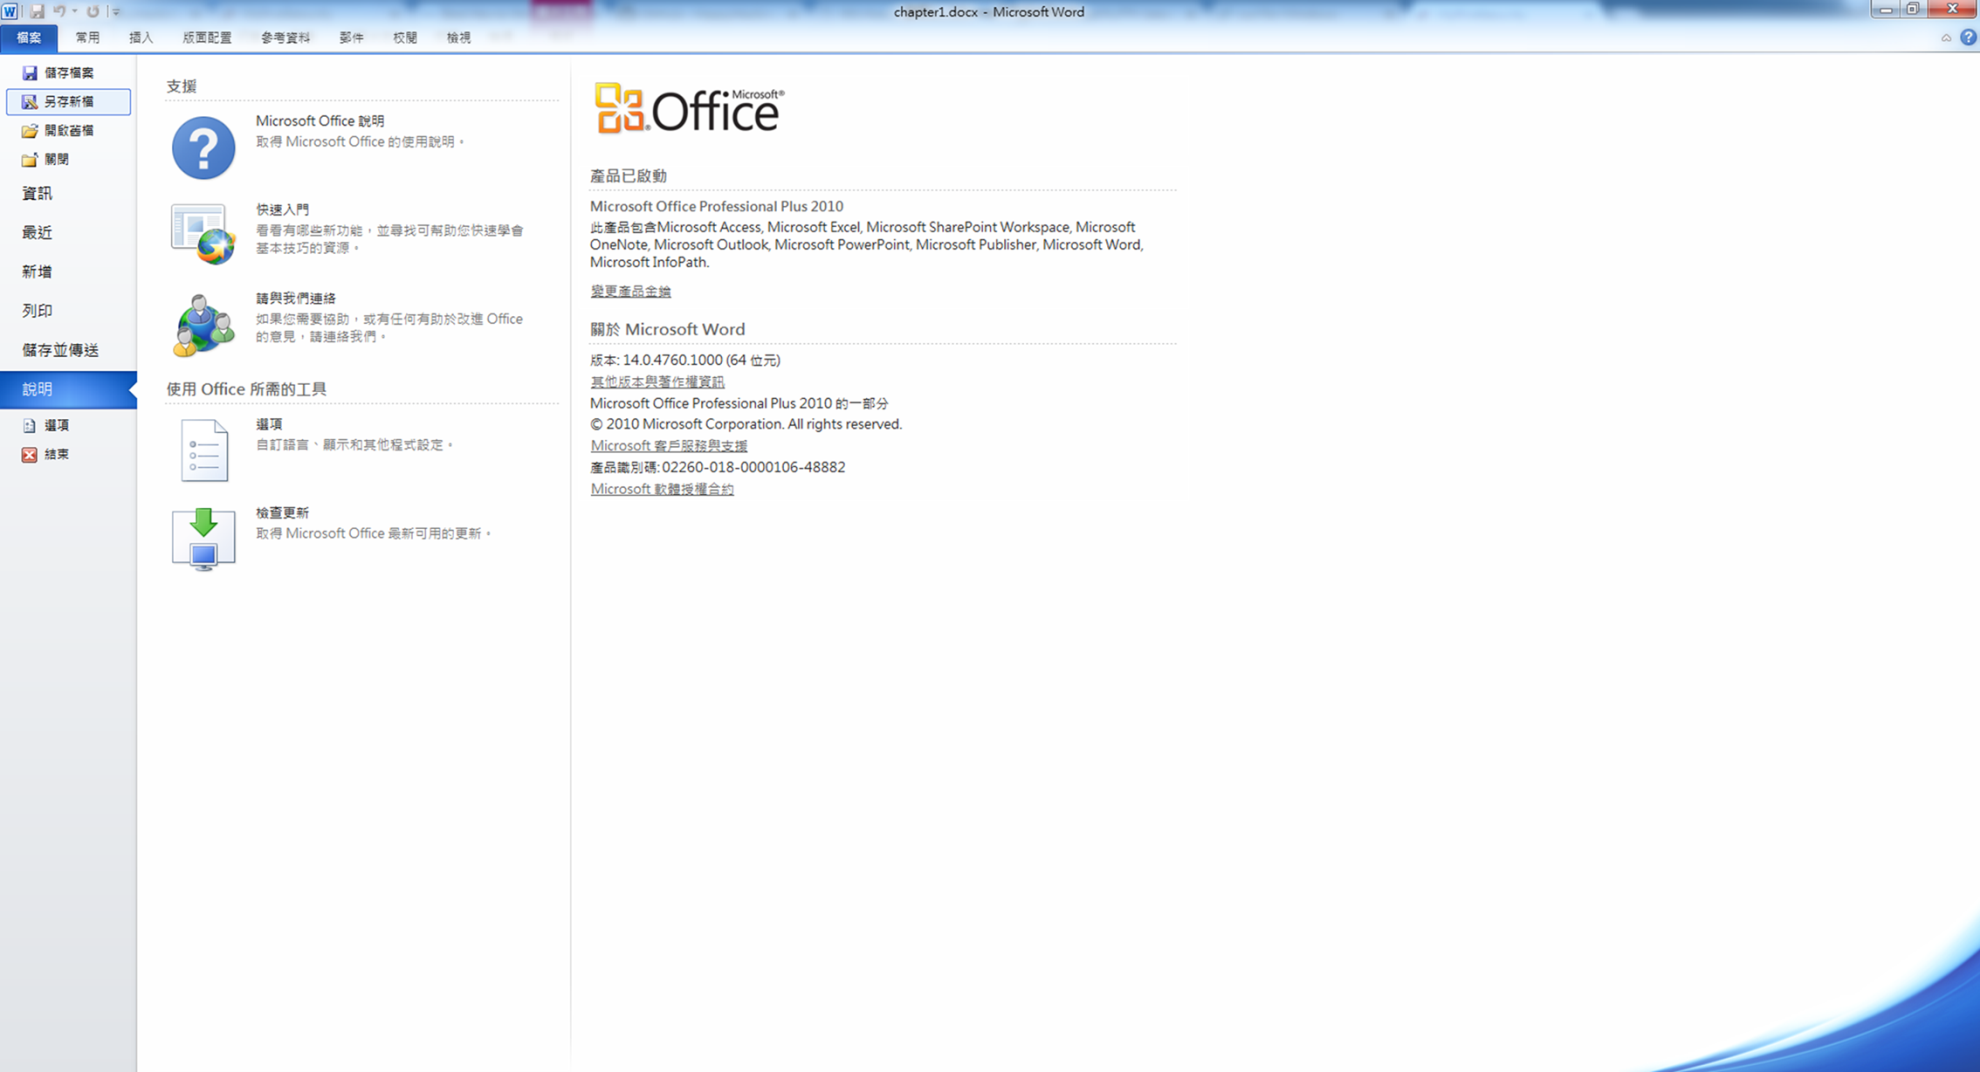 chapter1.docx - Microsoft Word
檔案 常用 插入 版面配置 參考資料 郵件 校閱 檢視
儲存檔案
另存新檔
開啟舊檔
關閉
資訊
最近
新增
列印
儲存並傳送
說明
選項
結束
支援
Microsoft Office 說明
取得 Microsoft Office 的使用說明。
快速入門
看看有哪些新功能，並尋找可幫助您快速學會
基本技巧的資源。
請與我們連絡
如果您需要協助，或有任何有助於改進 Office
的意見，請連絡我們。
使用 Office 所需的工具
選項
自訂語言、顯示和其他程式設定。
檢查更新
取得 Microsoft Office 最新可用的更新。
Microsoft®
Office
產品已啟動
Microsoft Office Professional Plus 2010
此產品包含Microsoft Access, Microsoft Excel, Microsoft SharePoint Workspace, Microsoft
OneNote, Microsoft Outlook, Microsoft PowerPoint, Microsoft Publisher, Microsoft Word,
Microsoft InfoPath.
變更產品金鑰
關於 Microsoft Word
版本: 14.0.4760.1000 (64 位元)
其他版本與著作權資訊
Microsoft Office Professional Plus 2010 的一部分
© 2010 Microsoft Corporation. All rights reserved.
Microsoft 客戶服務與支援
產品識別碼: 02260-018-0000106-48882
Microsoft 軟體授權合約